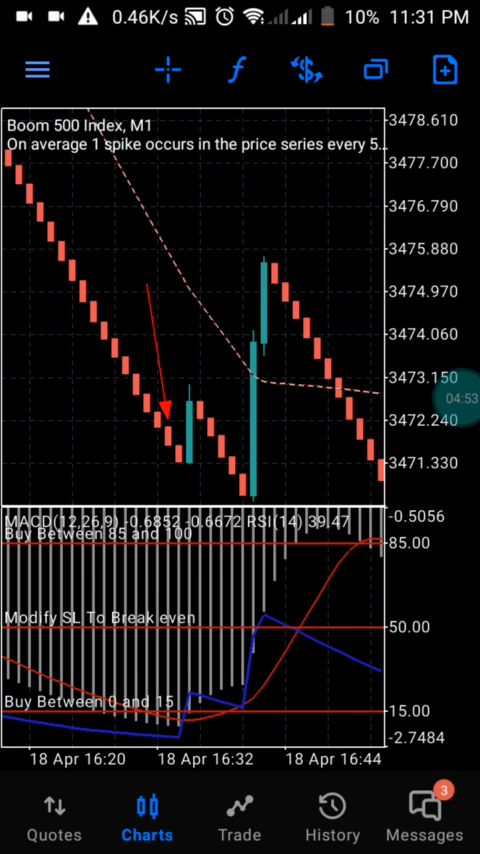 0.46K/s 10% 11:31 PM
Boom 500 Index, M1
On average 1 spike occurs in the price series every 5...
3478.610
3477.700
3476.790
3475.880
3474.970
3474.060
3473.150
04:53
3472.240
3471.330
MACD(12,26,9) -0.6852 -0.6672 RSI(14) 39.47
-0.5056
Buy Between 85 and 100
85.00
Modify SL To Break even
50.00
Buy Between 0 and 15
15.00
-2.7484
18 Apr 16:20 18 Apr 16:32 18 Apr 16:44
3
Quotes Charts Trade History Messages